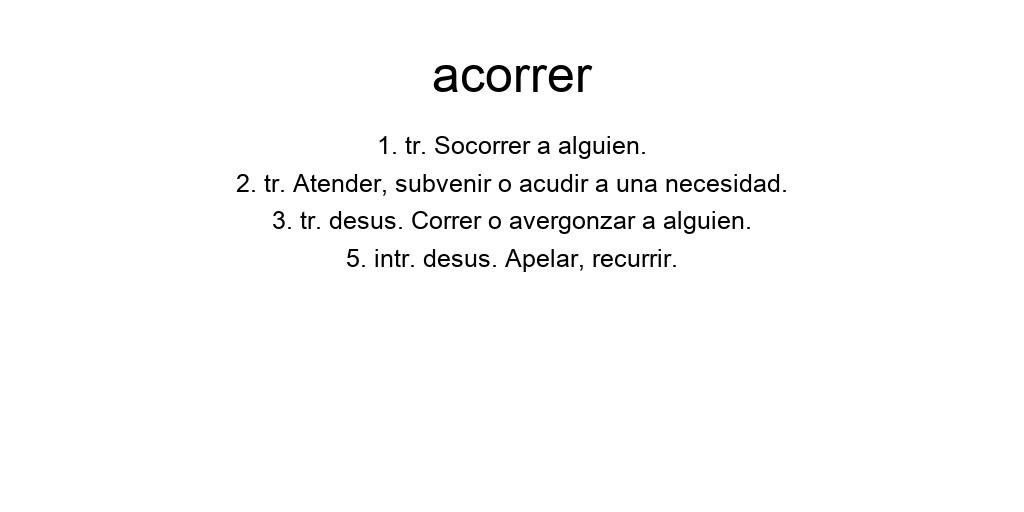 acorrer
1. tr. Socorrer a alguien.
2. tr. Atender, subvenir o acudir a una necesidad.
3. tr. desus. Correr o avergonzar a alguien.
5. intr. desus. Apelar, recurrir.